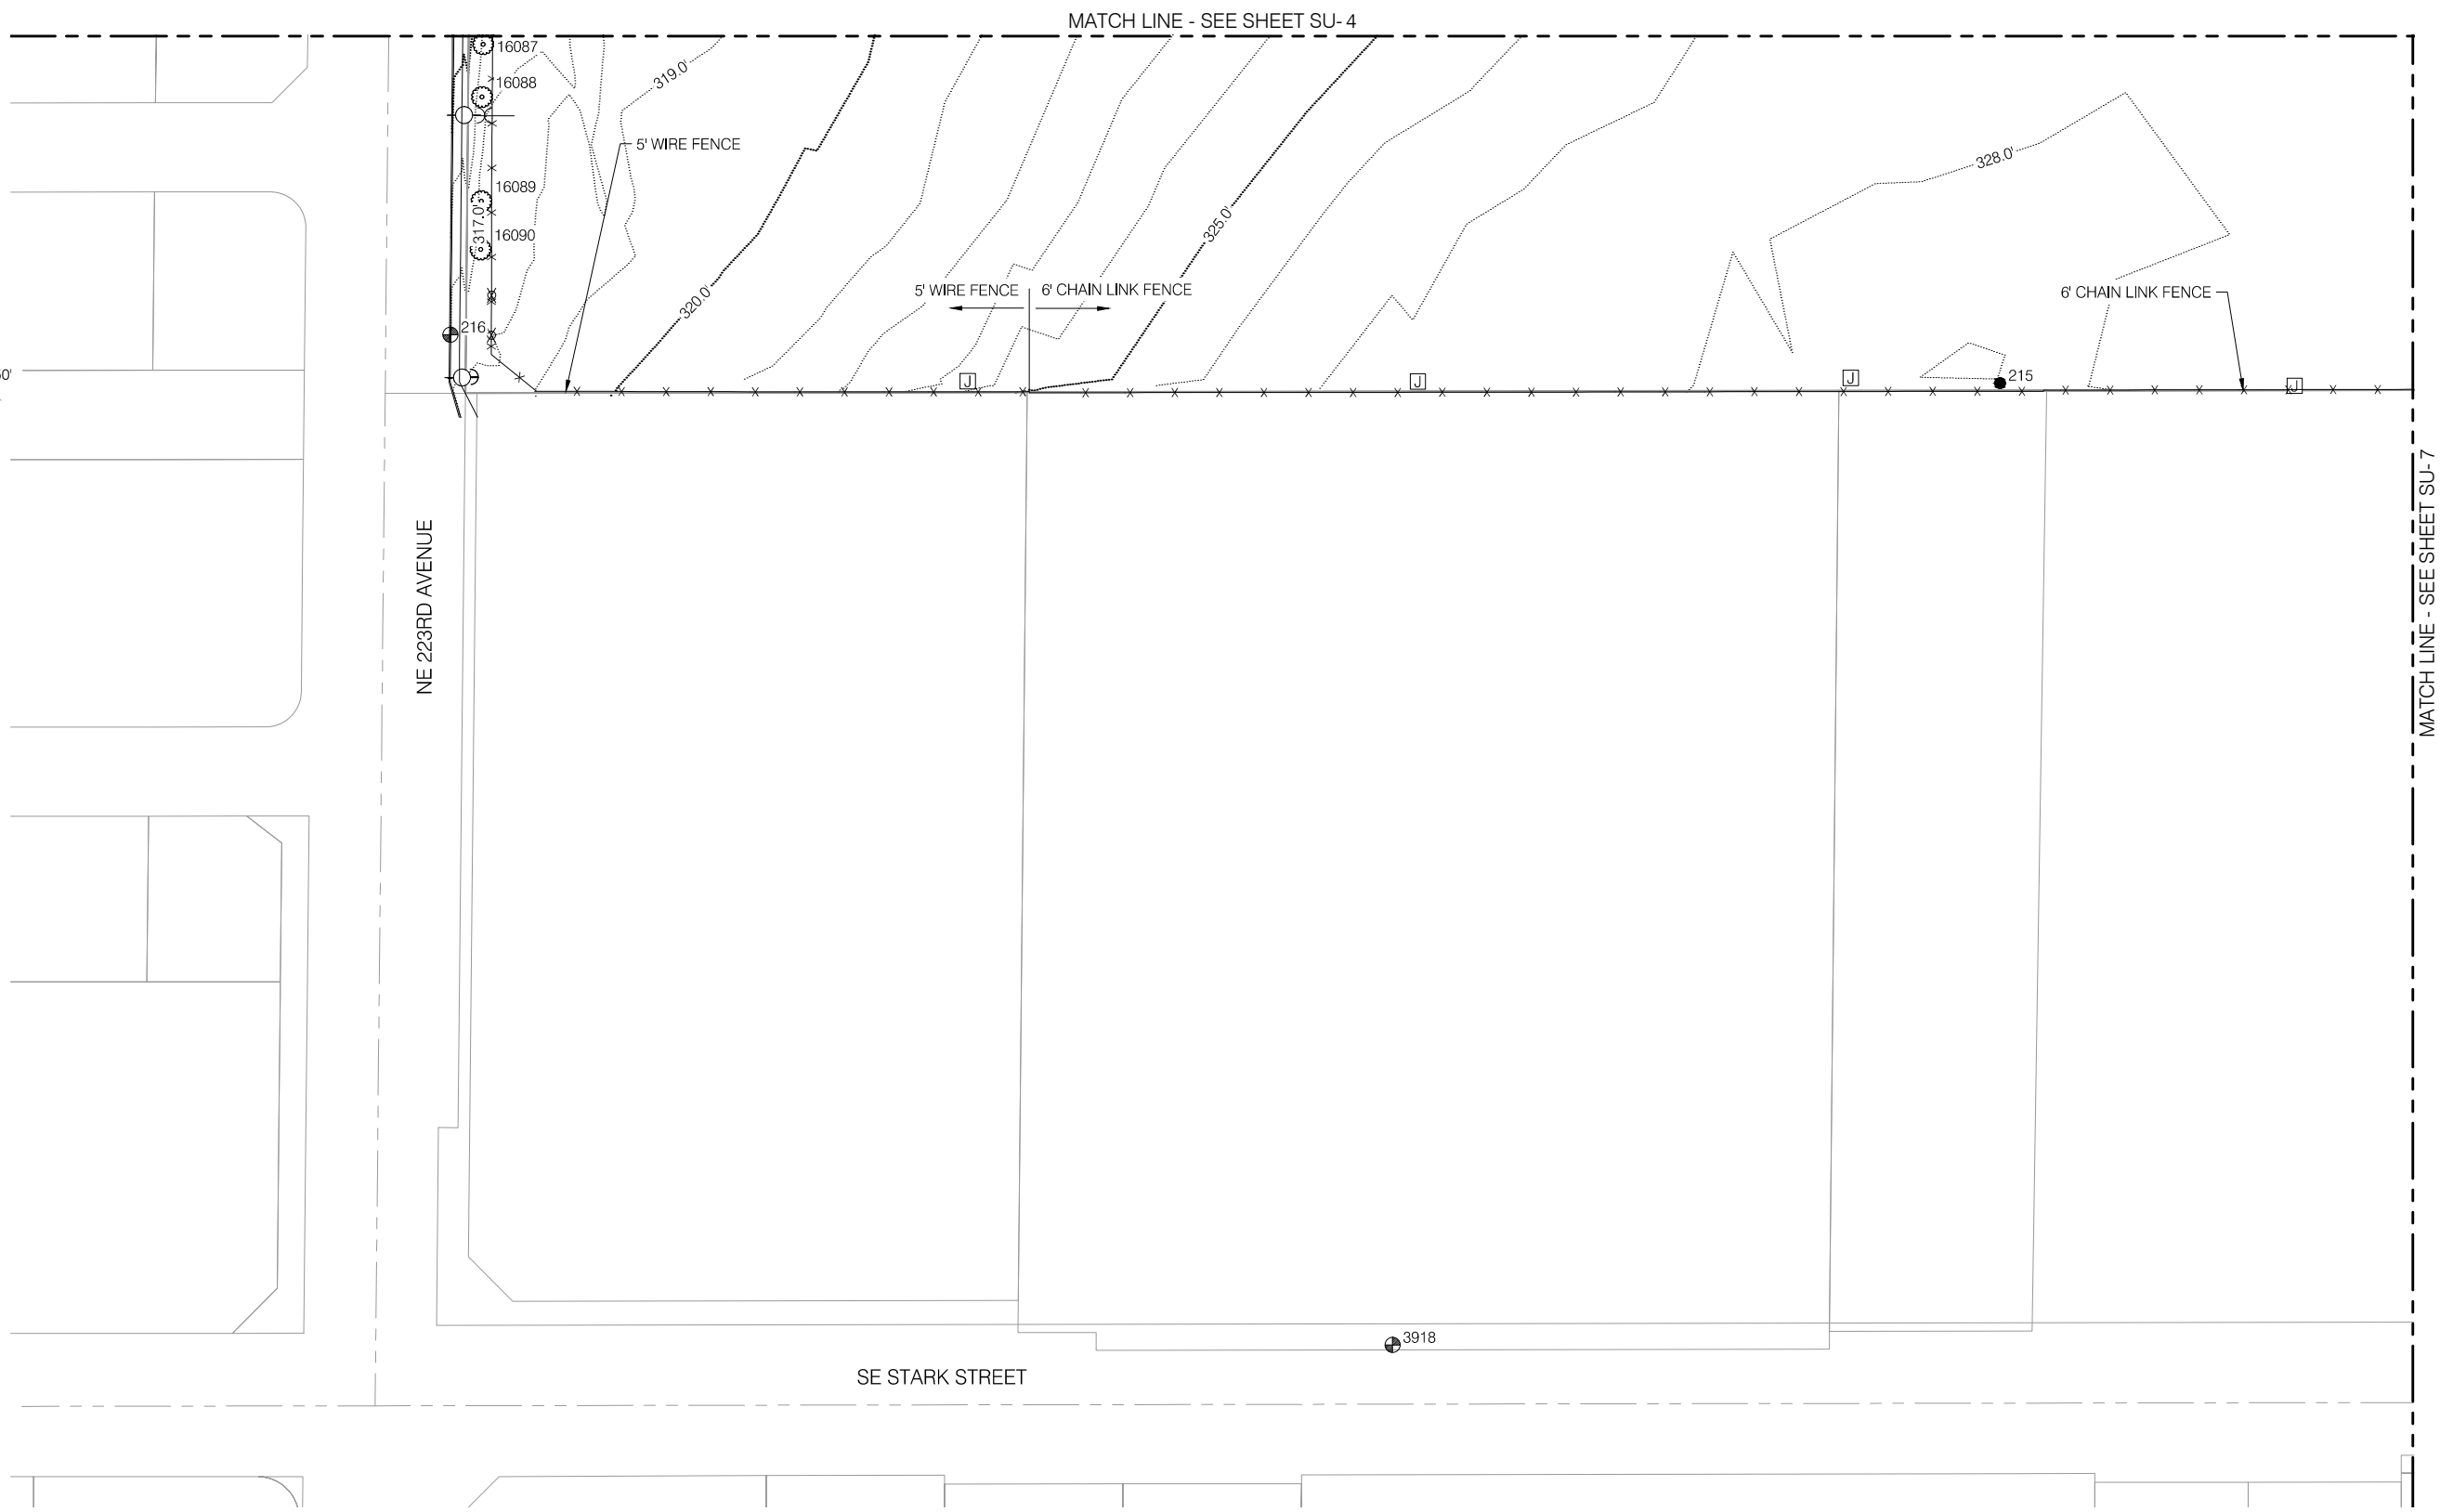 MATCH LINE - SEE SHEET SU- 4
16087
319.0'
16088
5' WIRE FENCE
328.0'
16089
317.0'
325.0'
16090
5' WIRE FENCE
6' CHAIN LINK FENCE
6' CHAIN LINK FENCE
320.0'
216
J
J
J
215
J
MATCH LINE - SEE SHEET SU- 7
NE 223RD AVENUE
3918
SE STARK STREET